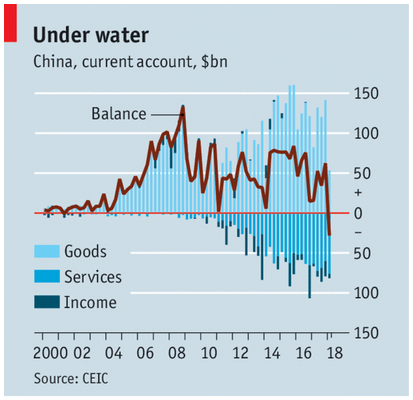 Under water
China, current account, $bn
Balance
150
100
50
+
0
–
50
100
150
Goods
Services
Income
2000 02 04 06 08 10 12 14 16 18
Source: CEIC